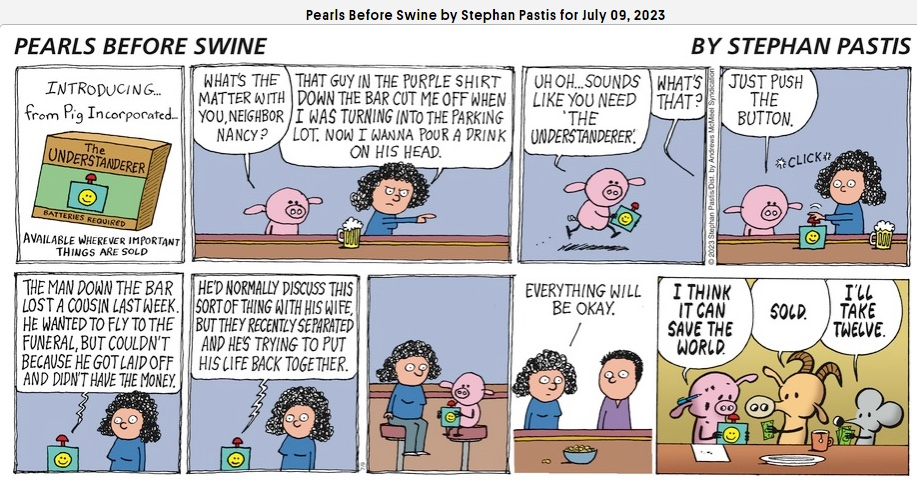 Pearls Before Swine by Stephan Pastis for July 09, 2023
PEARLS BEFORE SWINE
BY STEPHAN PASTIS
INTRODUCING...
from Pig Incorporated...
The
UNDERSTANDERER
BATTERIES REQUIRED
AVAILABLE WHEREVER IMPORTANT
THINGS ARE SOLD
WHAT'S THE
MATTER WITH
YOU, NEIGHBOR
NANCY?
THAT GUY IN THE PURPLE SHIRT
DOWN THE BAR CUT ME OFF WHEN
I WAS TURNING INTO THE PARKING
LOT. NOW I WANNA POUR A DRINK
ON HIS HEAD.
UH OH...SOUNDS
LIKE YOU NEED
'THE
UNDERSTANDERER.'
WHAT'S
THAT?
© 2023 Stephan Pastis/Dist. by Andrews McMeel Syndication
JUST PUSH
THE
BUTTON.
*CLICK*
THE MAN DOWN THE BAR
LOST A COUSIN LAST WEEK.
HE WANTED TO FLY TO THE
FUNERAL, BUT COULDN'T
BECAUSE HE GOT LAID OFF
AND DIDN'T HAVE THE MONEY.
HE'D NORMALLY DISCUSS THIS
SORT OF THING WITH HIS WIFE,
BUT THEY RECENTLY SEPARATED
AND HE'S TRYING TO PUT
HIS LIFE BACK TOGETHER.
7/9
EVERYTHING WILL
BE OKAY.
I THINK
IT CAN
SAVE THE
WORLD.
SOLD.
I'LL
TAKE
TWELVE.